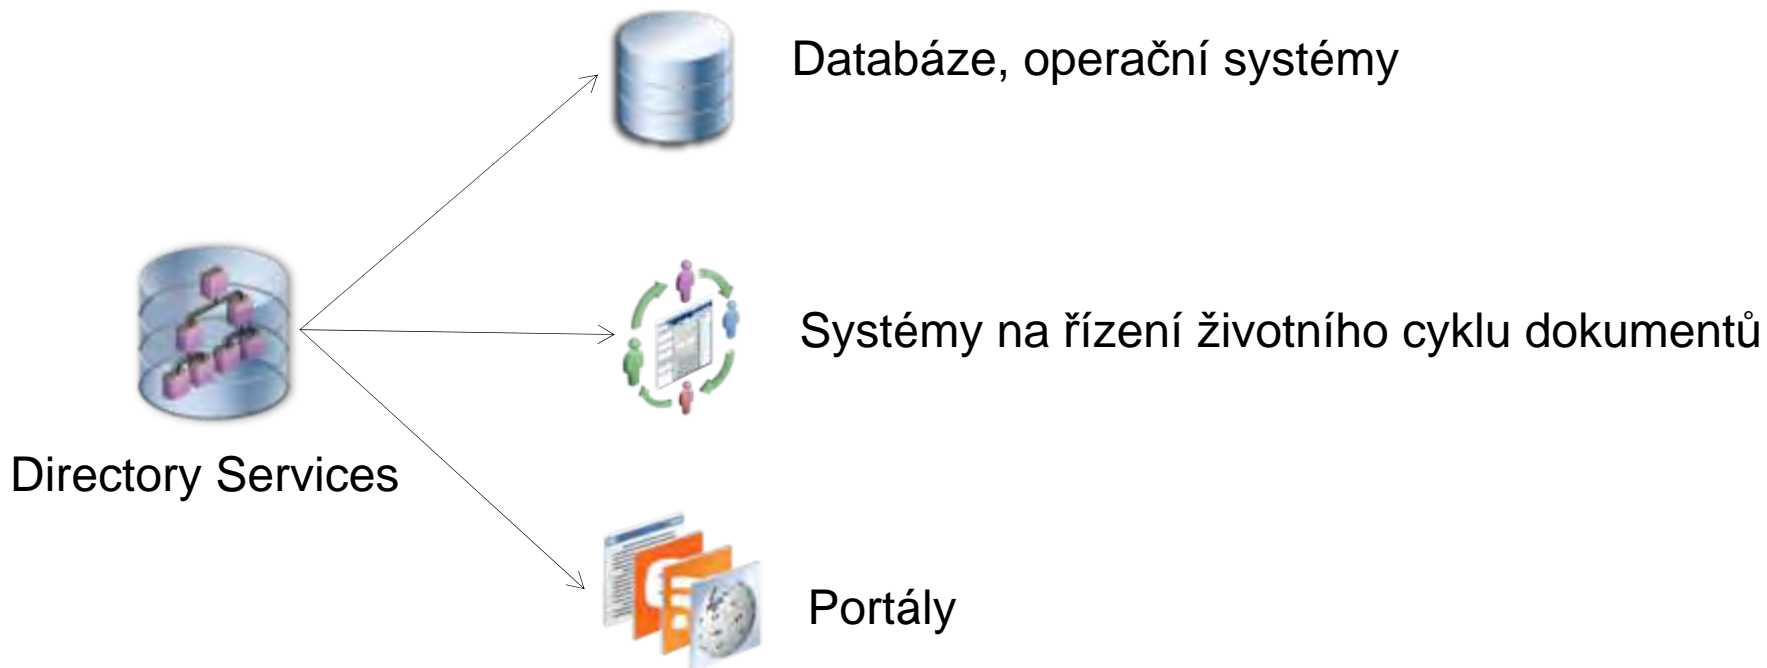 Databáze, operační systémy
Systémy na řízení životního cyklu dokumentů
Directory Services
Portály